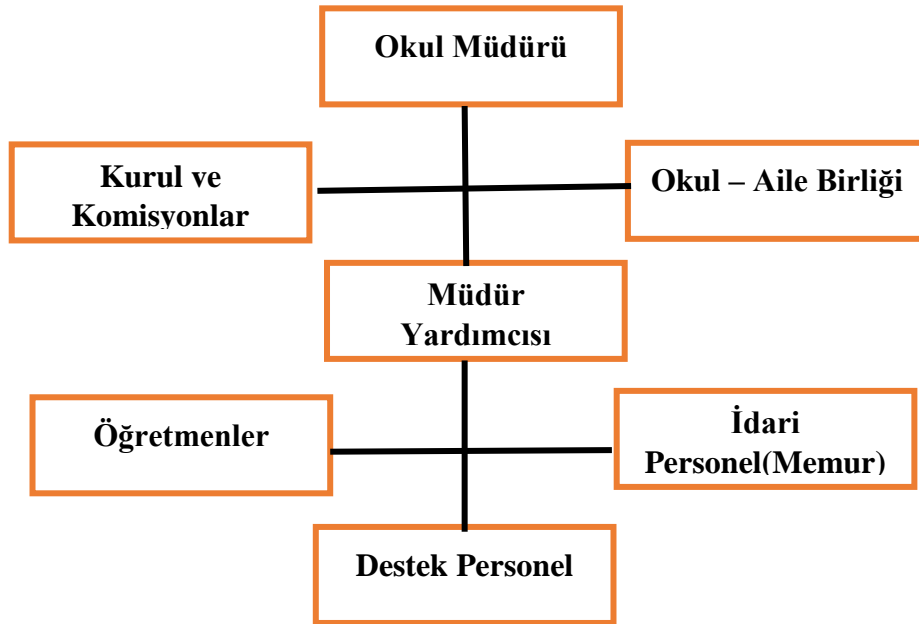 Okul Müdürü
Kurul ve
Komisyonlar
Okul – Aile Birliği
Müdür
Yardımcısı
Öğretmenler
İdari
Personel(Memur)
Destek Personel